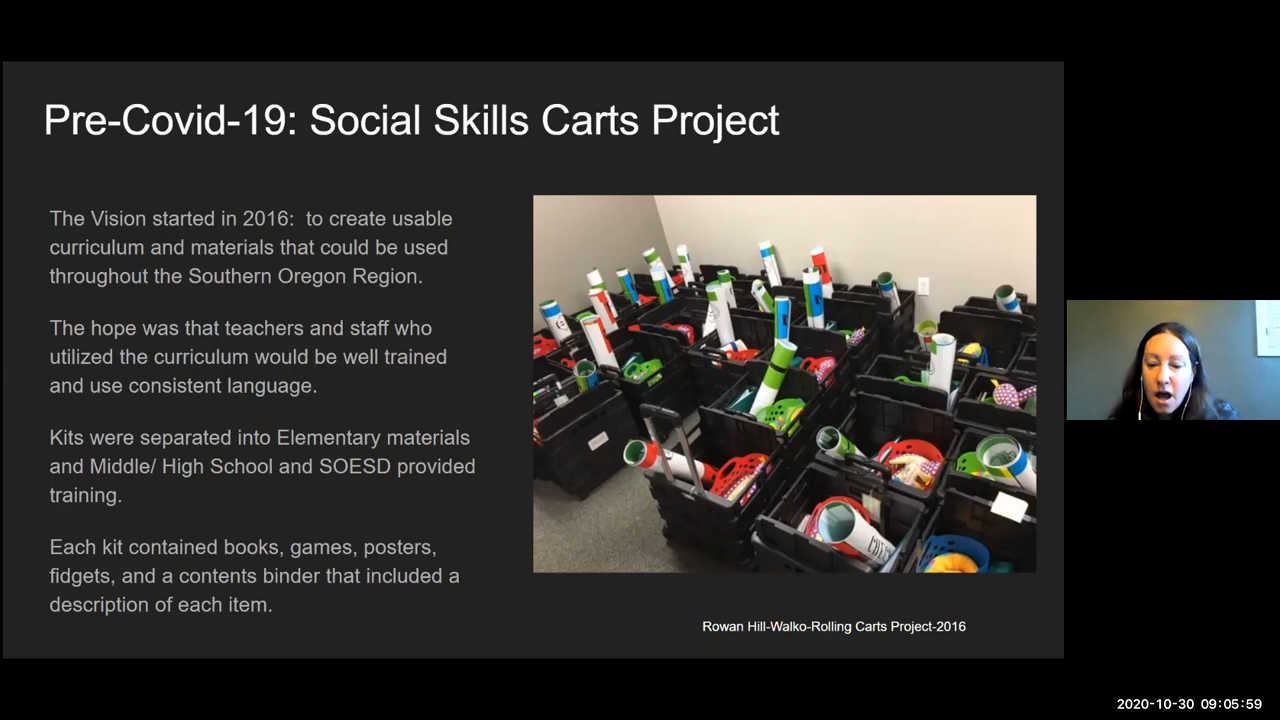 Pre-Covid-19: Social Skills Carts Project
The Vision started in 2016:  to create usable
curriculum and materials that could be used
throughout the Southern Oregon Region.
The hope was that teachers and staff who
utilized the curriculum would be well trained
and use consistent language.
Kits were separated into Elementary materials
and Middle/ High School and SOESD provided
training.
Each kit contained books, games, posters,
fidgets, and a contents binder that included a
description of each item.
Rowan Hill-Walko-Rolling Carts Project-2016
2020-10-30 09:05:59